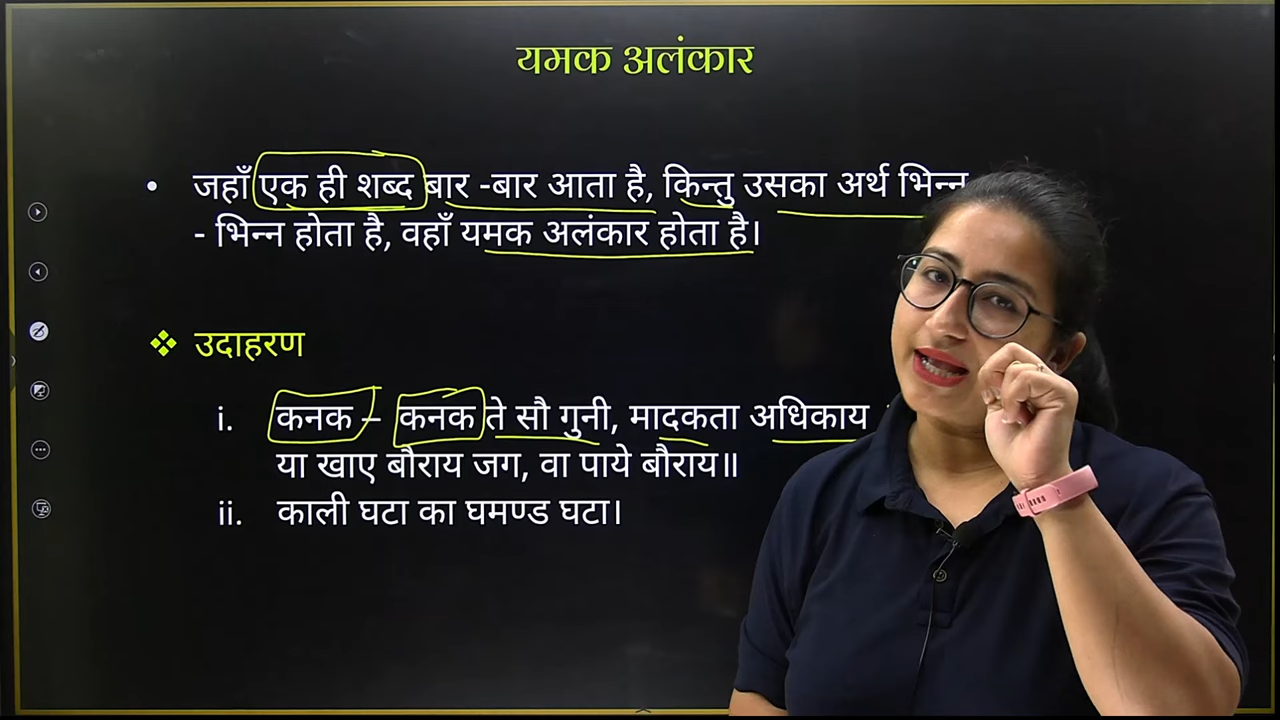 यमक अलंकार
• जहाँ एक ही शब्द बार -बार आता है, किन्तु उसका अर्थ भिन्न
- भिन्न होता है, वहाँ यमक अलंकार होता है।
❖ उदाहरण
i. कनक – कनक ते सौ गुनी, मादकता अधिकाय
या खाए बौराय जग, वा पाये बौराय॥
ii. काली घटा का घमण्ड घटा।